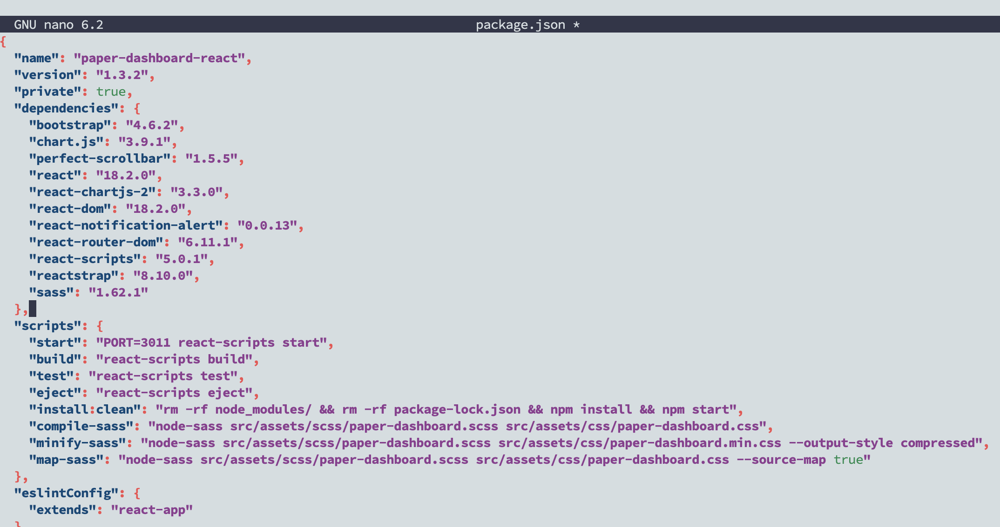 GNU nano 6.2 package.json *
{
  "name": "paper-dashboard-react",
  "version": "1.3.2",
  "private": true,
  "dependencies": {
    "bootstrap": "4.6.2",
    "chart.js": "3.9.1",
    "perfect-scrollbar": "1.5.5",
    "react": "18.2.0",
    "react-chartjs-2": "3.3.0",
    "react-dom": "18.2.0",
    "react-notification-alert": "0.0.13",
    "react-router-dom": "6.11.1",
    "react-scripts": "5.0.1",
    "reactstrap": "8.10.0",
    "sass": "1.62.1"
  },
  "scripts": {
    "start": "PORT=3011 react-scripts start",
    "build": "react-scripts build",
    "test": "react-scripts test",
    "eject": "react-scripts eject",
    "install:clean": "rm -rf node_modules/ && rm -rf package-lock.json && npm install && npm start",
    "compile-sass": "node-sass src/assets/scss/paper-dashboard.scss src/assets/css/paper-dashboard.css",
    "minify-sass": "node-sass src/assets/scss/paper-dashboard.scss src/assets/css/paper-dashboard.min.css --output-style compressed",
    "map-sass": "node-sass src/assets/scss/paper-dashboard.scss src/assets/css/paper-dashboard.css --source-map true"
  },
  "eslintConfig": {
    "extends": "react-app"
  }